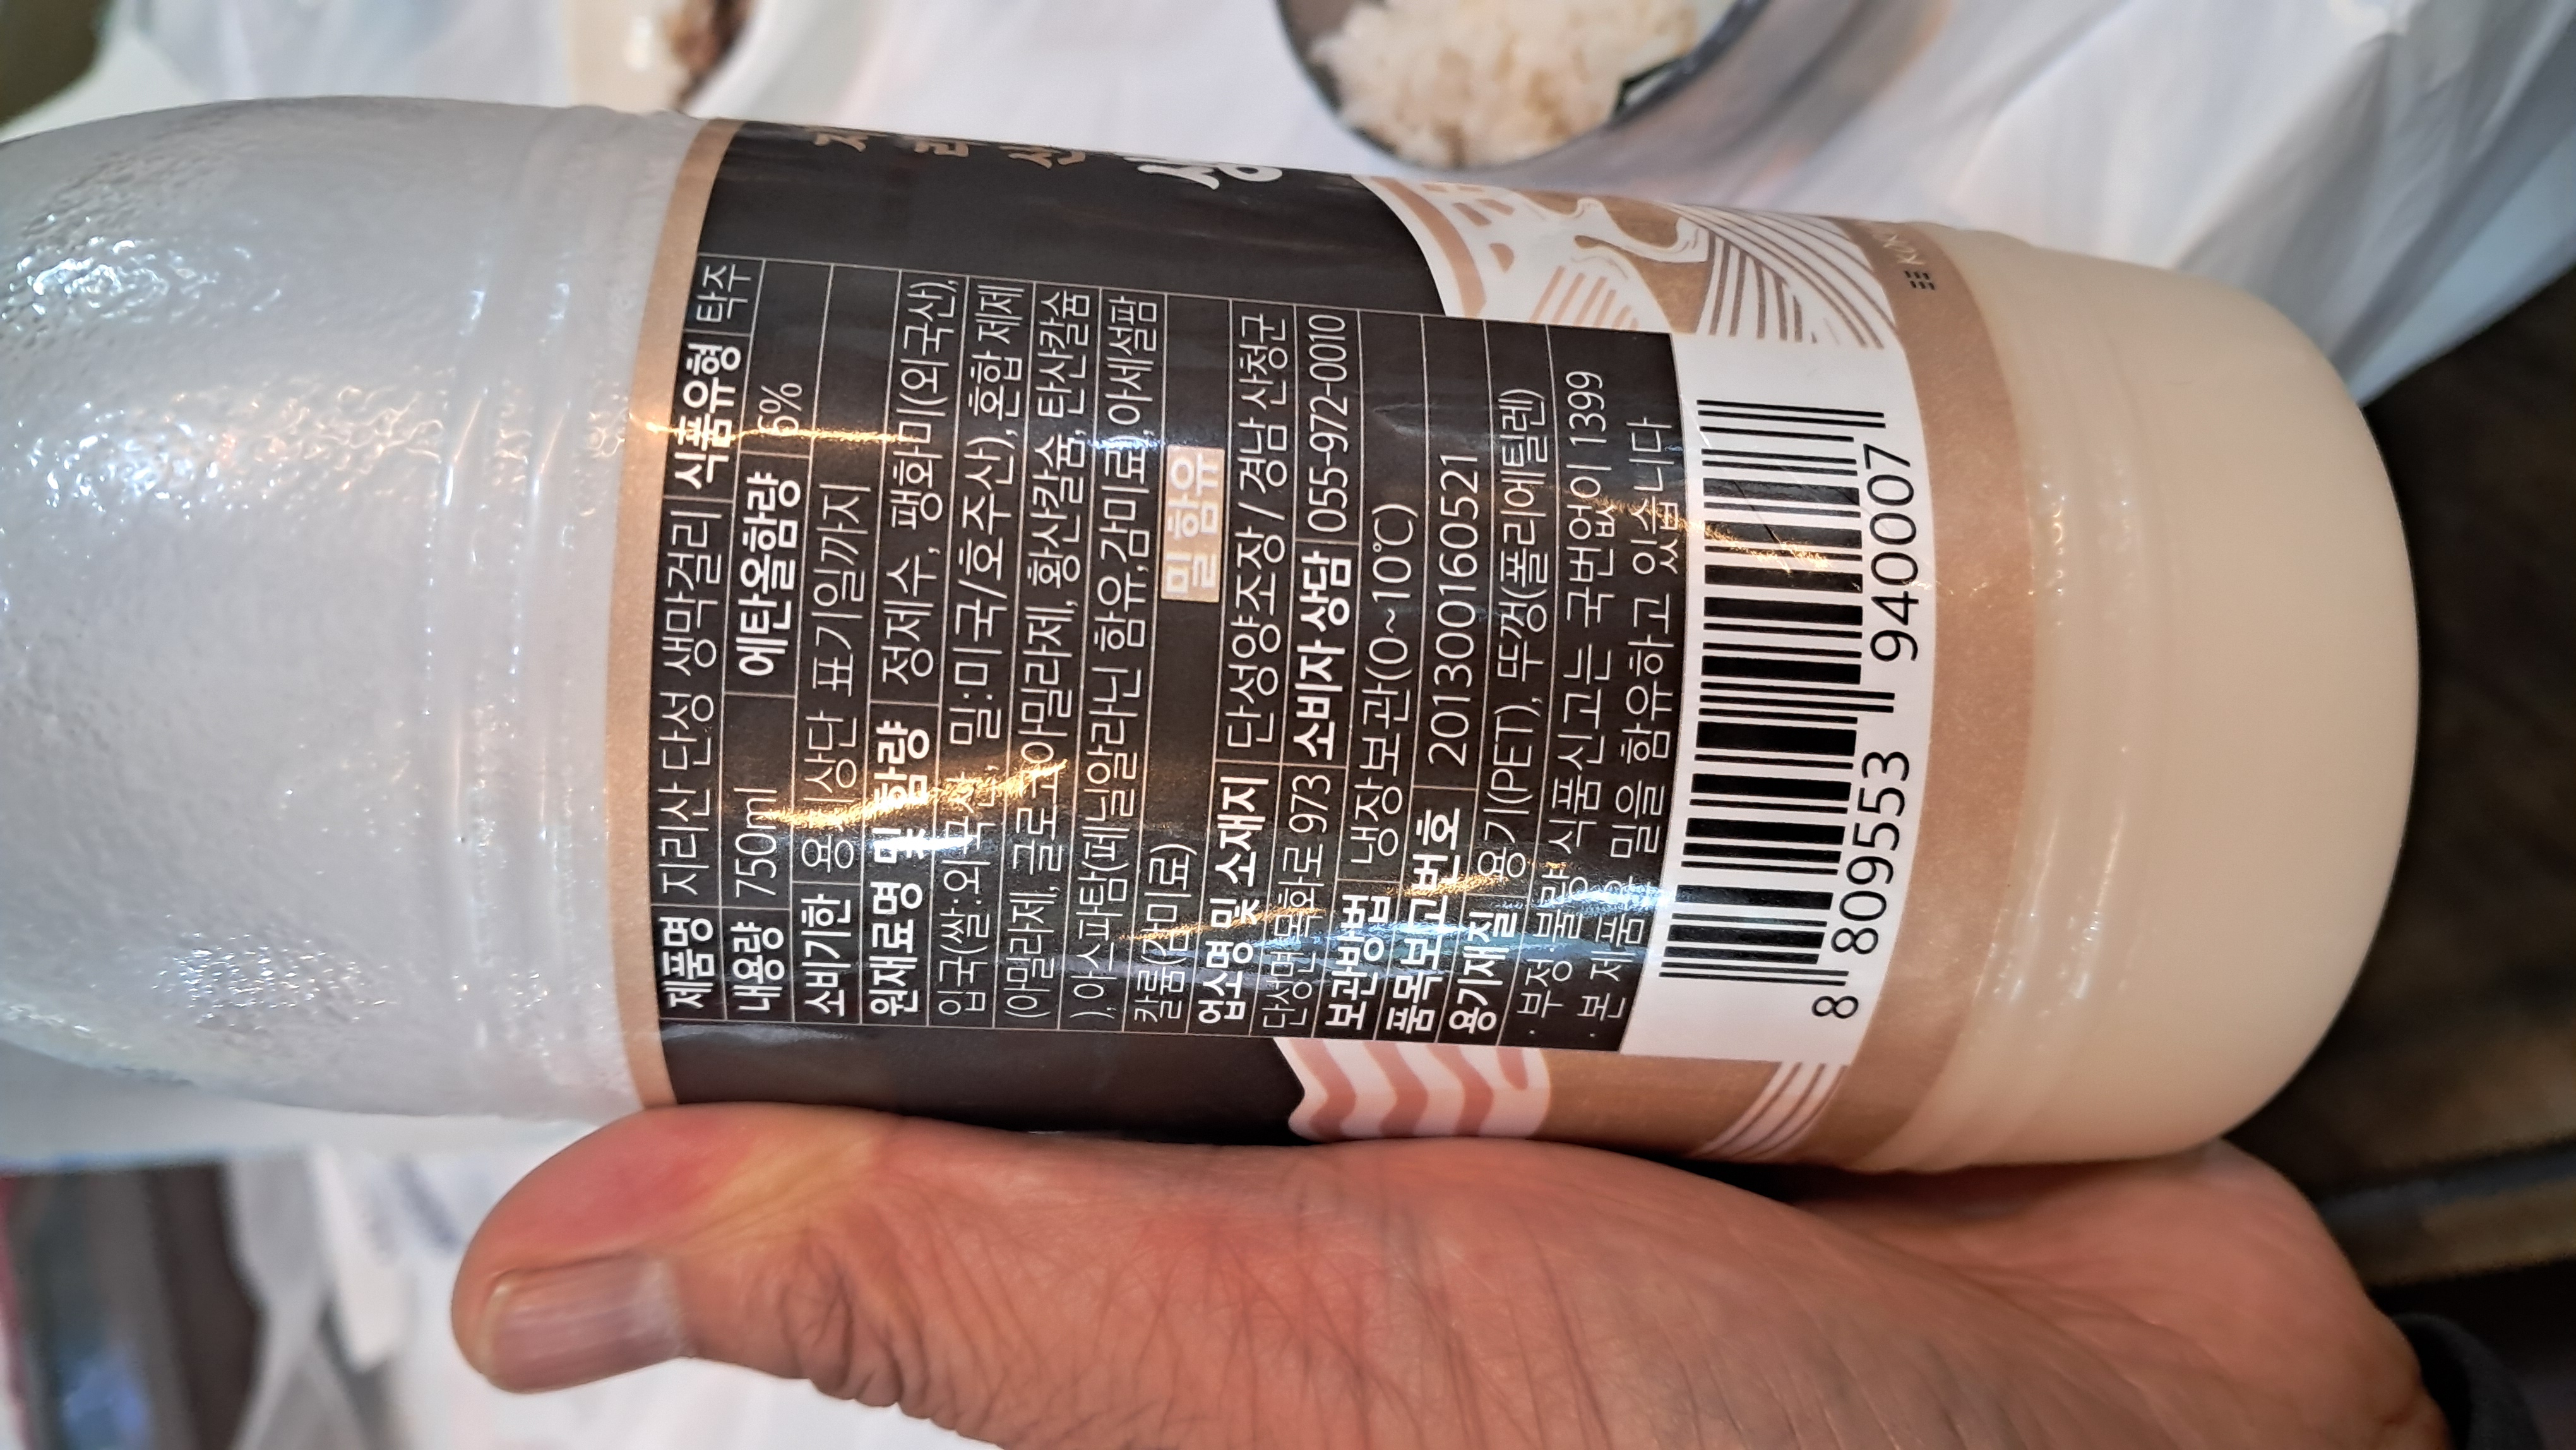 지리산
생
제품명 지리산 단성 생막걸리 식품유형 탁주
내용량 750ml 에탄올함량 6%
소비기한 용기상단 표기일까지
원재료명 및 함량 정제수, 팽화미(외국산),
입국(쌀:외국산, 밀:미국/호주산),혼합 제제
(아밀라제, 글루코아밀라제, 황산칼슘, 탄산칼슘
),아스파탐(페닐알라닌 함유,감미료),아세설팜
칼륨(감미료)
밀 함유
업소명 및 소재지 단성양조장 / 경남 산청군
단성면 목화로 973 소비자 상담 055-972-0010
보관방법 냉장보관(0~10℃)
품목보고번호 20130016052​1
용기재질 용기(PET), 뚜껑(폴리에틸렌)
· 부정·불량 식품신고는 국번없이 1399
· 본 제품은 밀을 함유하고 있습니다
8 809553 940007